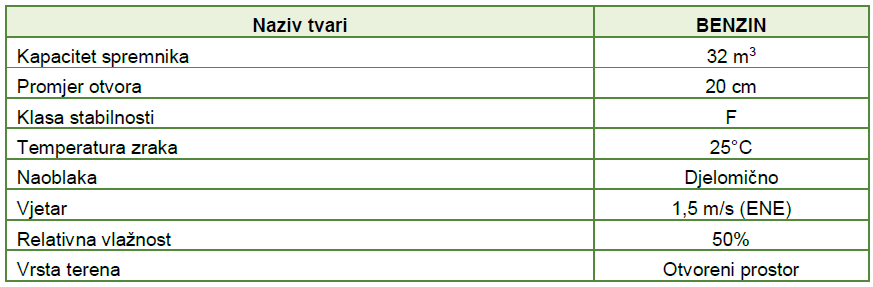 Naziv tvari BENZIN
Kapacitet spremnika 32 m³
Promjer otvora 20 cm
Klasa stabilnosti F
Temperatura zraka 25°C
Naoblaka Djelomično
Vjetar 1,5 m/s (ENE)
Relativna vlažnost 50%
Vrsta terena Otvoreni prostor